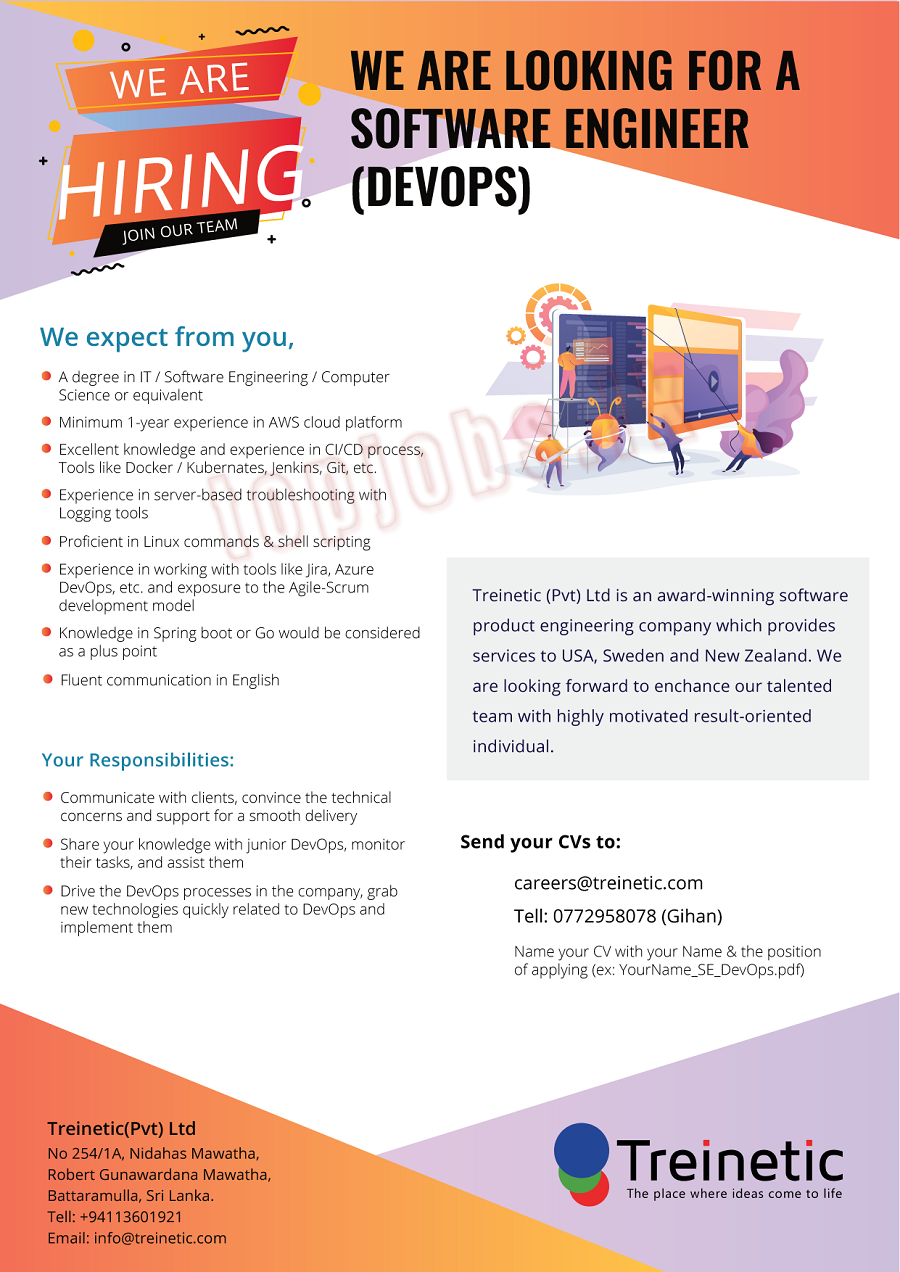 WE ARE
HIRING
JOIN OUR TEAM
WE ARE LOOKING FOR A
SOFTWARE ENGINEER
(DEVOPS)
We expect from you,
A degree in IT / Software Engineering / Computer
Science or equivalent
Minimum 1-year experience in AWS cloud platform
Excellent knowledge and experience in CI/CD process,
Tools like Docker / Kubernates, Jenkins, Git, etc.
Experience in server-based troubleshooting with
Logging tools
Proficient in Linux commands & shell scripting
Experience in working with tools like Jira, Azure
DevOps, etc. and exposure to the Agile-Scrum
development model
Knowledge in Spring boot or Go would be considered
as a plus point
Fluent communication in English
Your Responsibilities:
Communicate with clients, convince the technical
concerns and support for a smooth delivery
Share your knowledge with junior DevOps, monitor
their tasks, and assist them
Drive the DevOps processes in the company, grab
new technologies quickly related to DevOps and
implement them
Treinetic (Pvt) Ltd is an award-winning software
product engineering company which provides
services to USA, Sweden and New Zealand. We
are looking forward to enchance our talented
team with highly motivated result-oriented
individual.
Send your CVs to:
careers@treinetic.com
Tell: 0772958078 (Gihan)
Name your CV with your Name & the position
of applying (ex: YourName_SE_DevOps.pdf)
Treinetic(Pvt) Ltd
No 254/1A, Nidahas Mawatha,
Robert Gunawardana Mawatha,
Battaramulla, Sri Lanka.
Tell: +94113601921
Email: info@treinetic.com
Treinetic
The place where ideas come to life